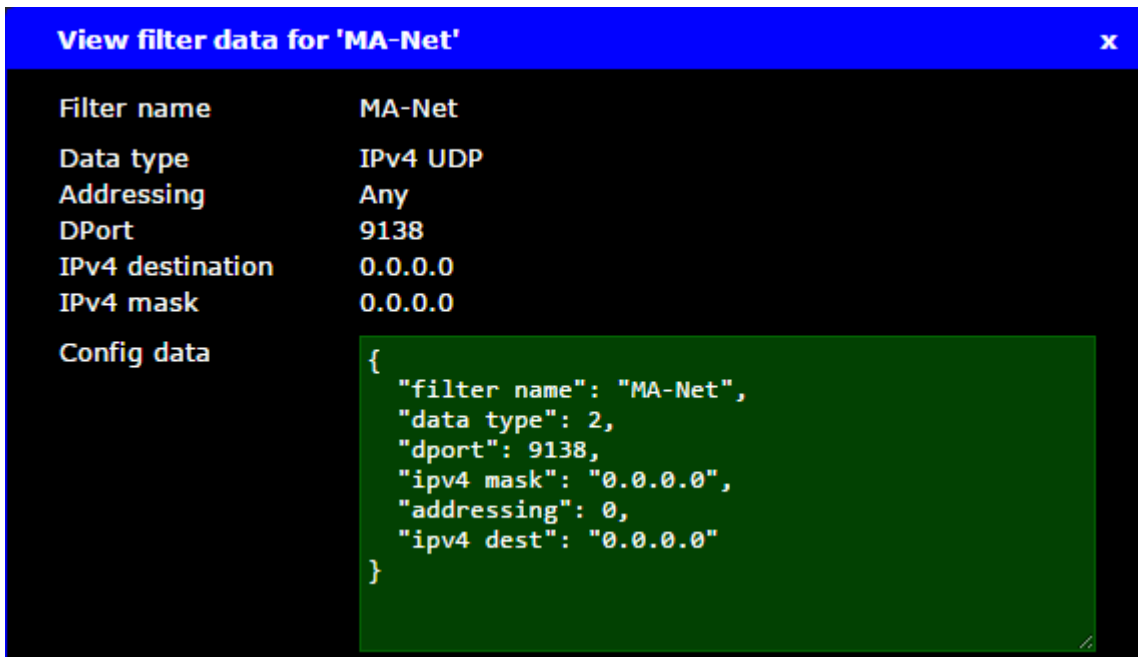 View filter data for 'MA-Net' x
Filter name MA-Net
Data type IPv4 UDP
Addressing Any
DPort 9138
IPv4 destination 0.0.0.0
IPv4 mask 0.0.0.0
Config data
{
  "filter name": "MA-Net",
  "data type": 2,
  "dport": 9138,
  "ipv4 mask": "0.0.0.0",
  "addressing": 0,
  "ipv4 dest": "0.0.0.0"
}